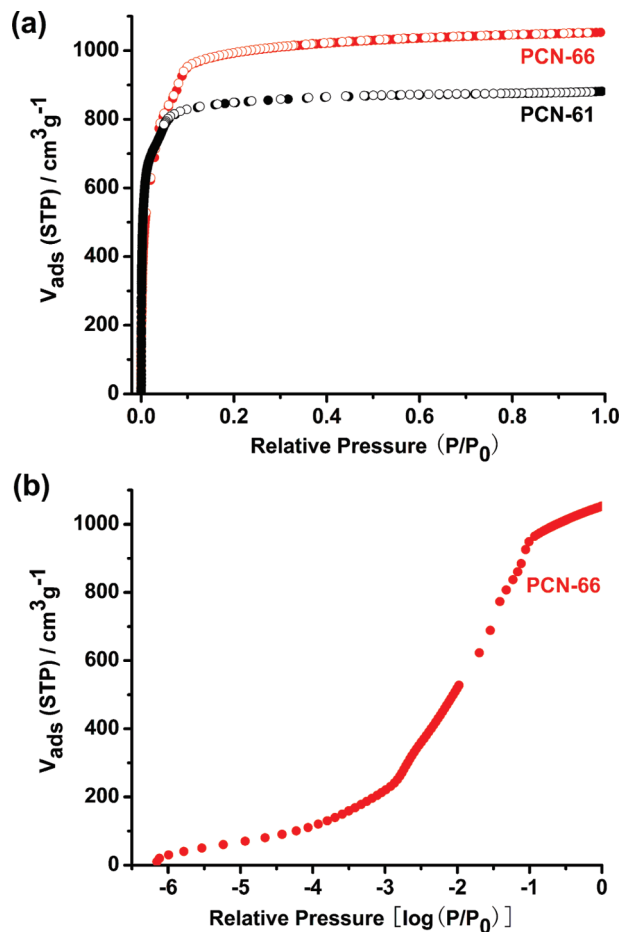 (a)
1000
800
600
400
200
0
V_ads (STP) / cm³g⁻¹
PCN-66
PCN-61
0.0 0.2 0.4 0.6 0.8 1.0
Relative Pressure (P/P₀)
(b)
1000
800
600
400
200
0
V_ads (STP) / cm³g⁻¹
PCN-66
-6 -5 -4 -3 -2 -1 0
Relative Pressure [log(P/P₀)]